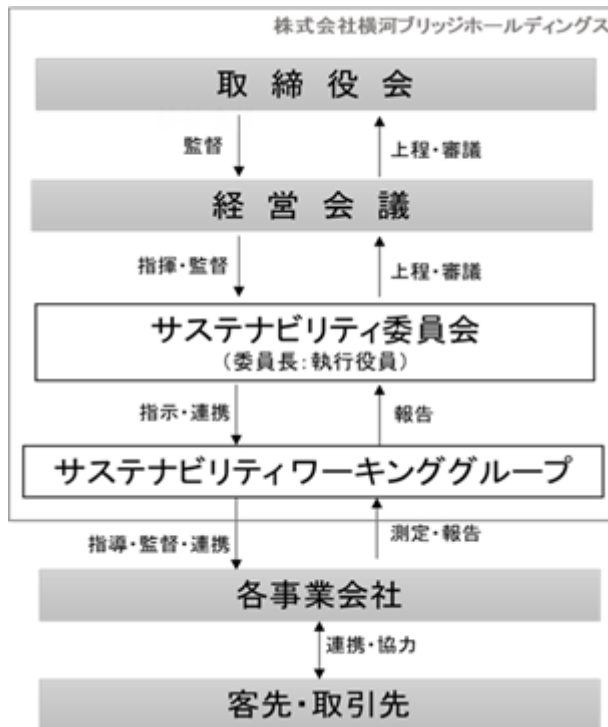 株式会社横河ブリッジホールディングス
取締役会
監督
上程・審議
経営会議
指揮・監督
上程・審議
サステナビリティ委員会
（委員長：執行役員）
指示・連携
報告
サステナビリティワーキンググループ
指導・監督・連携
測定・報告
各事業会社
連携・協力
客先・取引先